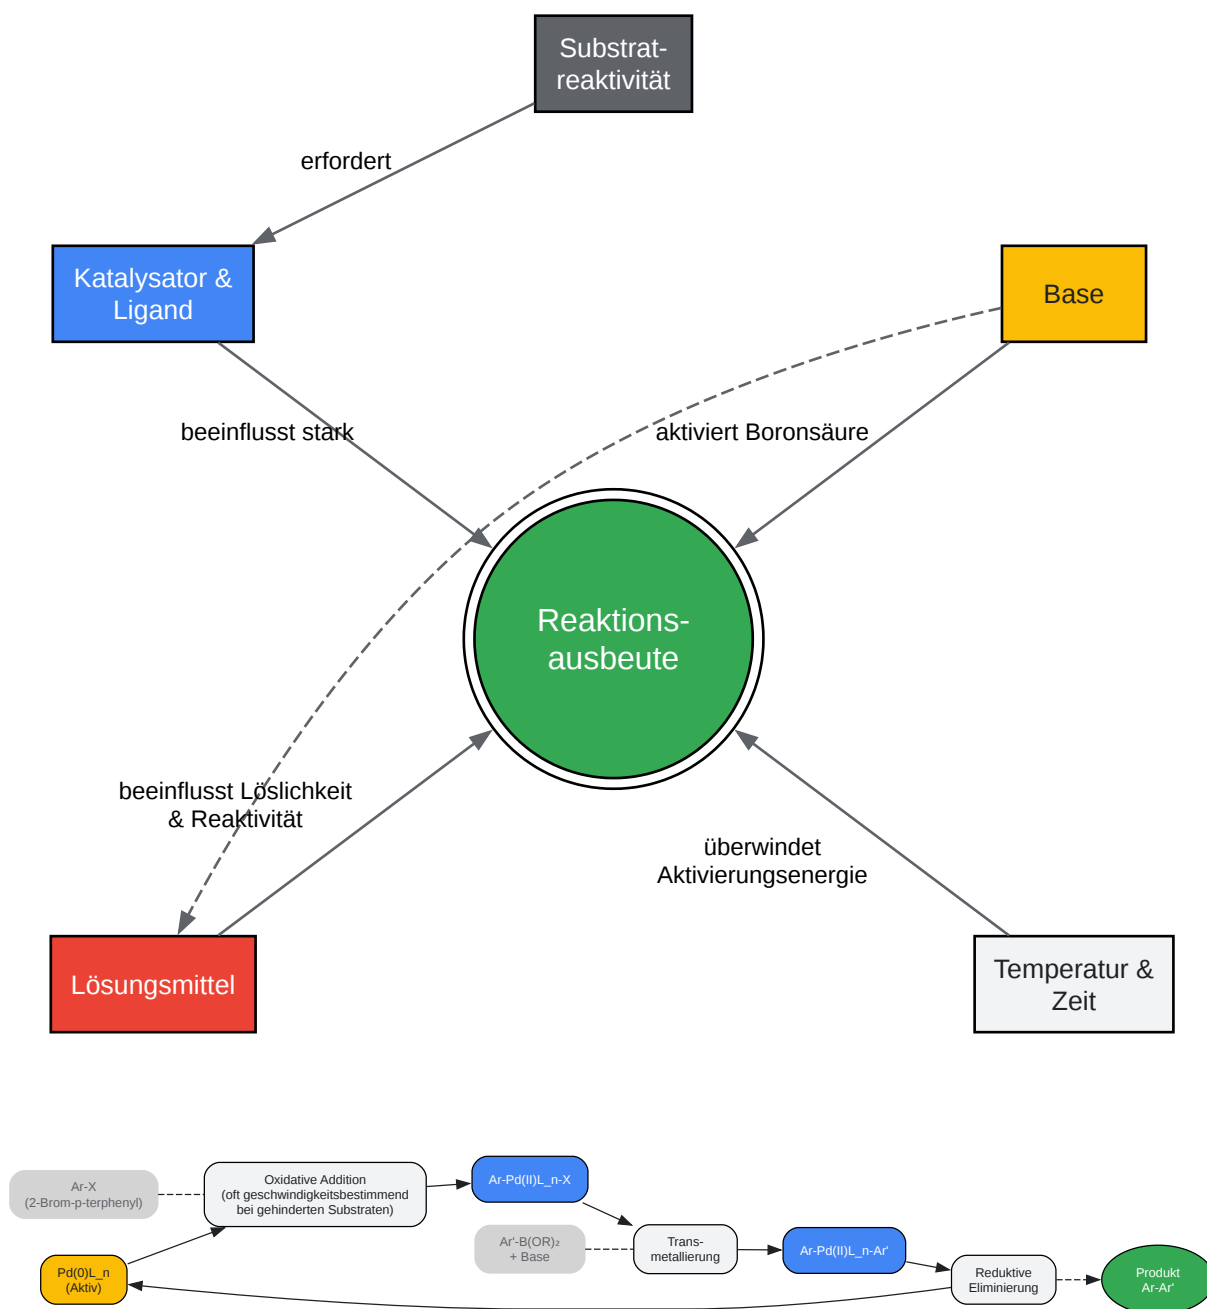 Substrat-
reaktivität
erfordert
Katalysator &
Ligand
Base
beeinflusst stark
aktiviert Boronsäure
Reaktions-
ausbeute
beeinflusst Löslichkeit
& Reaktivität
überwindet
Aktivierungsenergie
Lösungsmittel
Temperatur &
Zeit
Ar-X
(2-Brom-p-terphenyl)
Oxidative Addition
(oft geschwindigkeitsbestimmend
bei gehinderten Substraten)
Ar-Pd(II)L_n-X
Ar'-B(OR)₂
+ Base
Trans-
metallierung
Ar-Pd(II)L_n-Ar'
Pd(0)L_n
(Aktiv)
Reduktive
Eliminierung
Produkt
Ar-Ar'